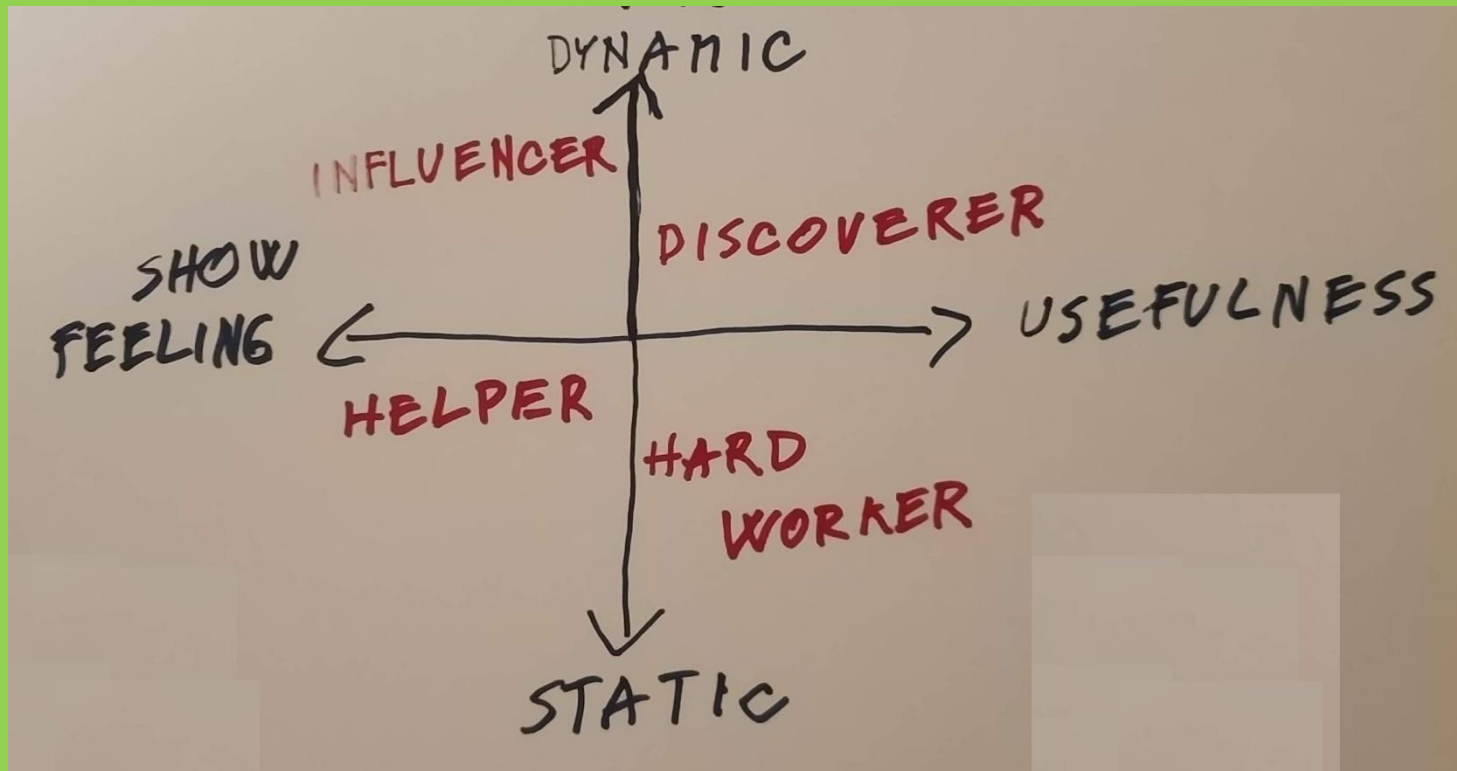 DYNAMIC
INFLUENCER
DISCOVERER
SHOW
FEELING
USEFULNESS
HELPER
HARD
WORKER
STATIC